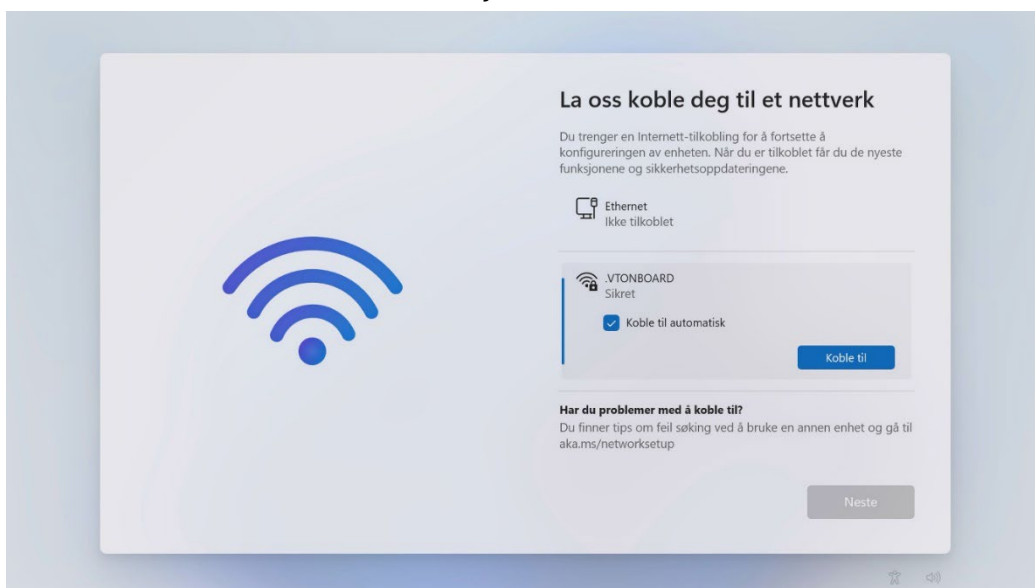 La oss koble deg til et nettverk
Du trenger en Internett-tilkobling for å fortsette å
konfigureringen av enheten. Når du er tilkoblet får du de nyeste
funksjonene og sikkerhetsoppdateringene.
Ethernet
Ikke tilkoblet
.VTONBOARD
Sikret
Koble til automatisk
Koble til
Har du problemer med å koble til?
Du finner tips om feil søking ved å bruke en annen enhet og gå til
aka.ms/networksetup
Neste